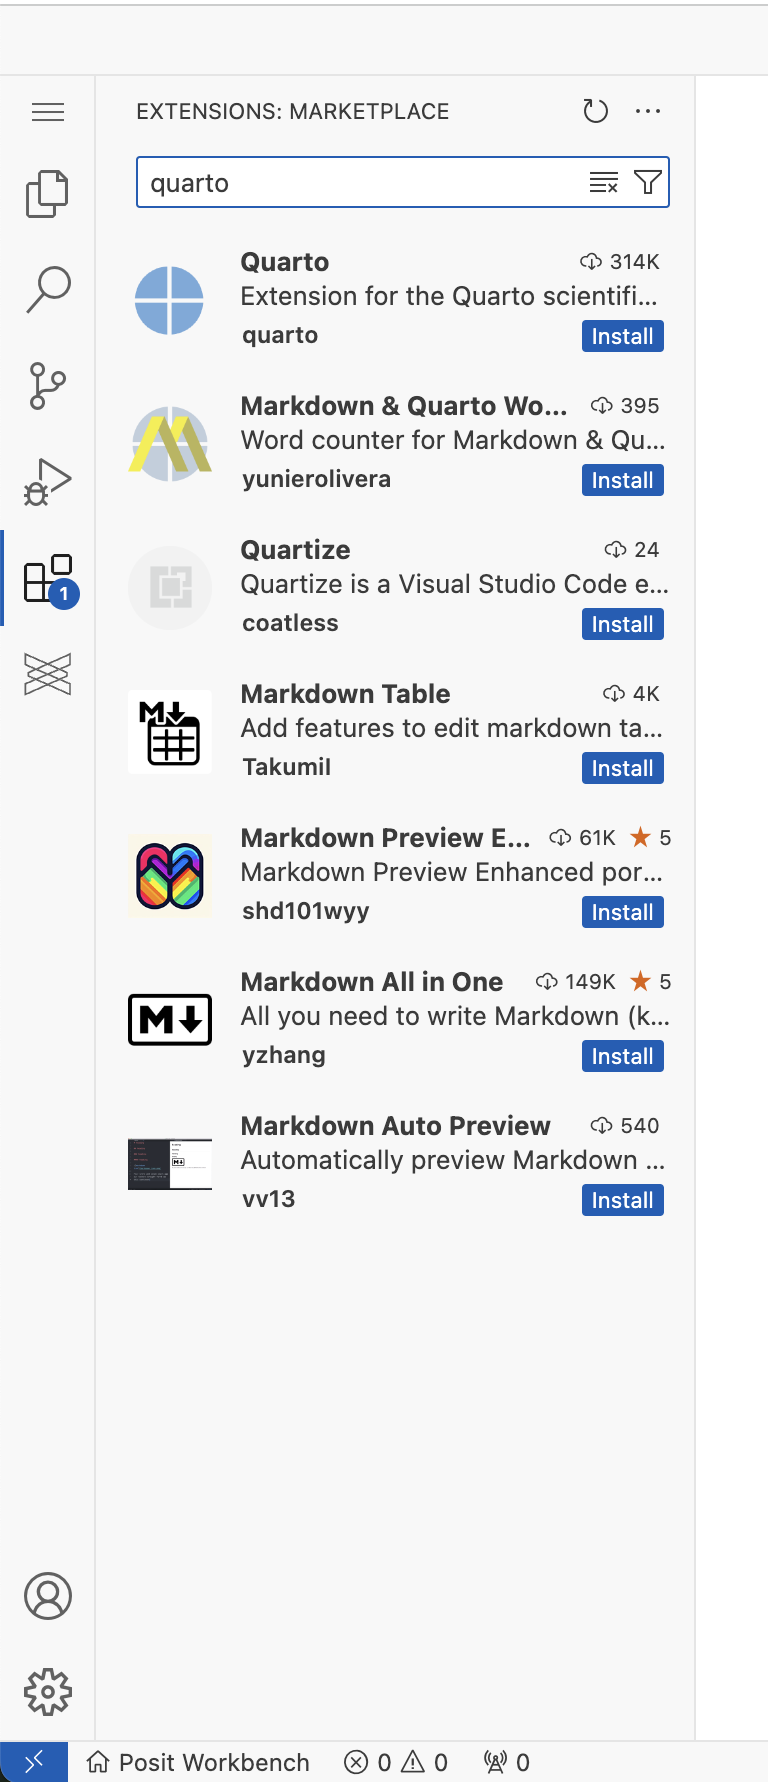 EXTENSIONS: MARKETPLACE
quarto
Quarto 314K
Extension for the Quarto scientifi...
quarto Install
Markdown & Quarto Wo... 395
Word counter for Markdown & Qu...
yunierolivera Install
Quartize 24
Quartize is a Visual Studio Code e...
coatless Install
1
Markdown Table 4K
Add features to edit markdown ta...
Takumil Install
Markdown Preview E... 61K ★ 5
Markdown Preview Enhanced por...
shd101wyy Install
Markdown All in One 149K ★ 5
All you need to write Markdown (k...
yzhang Install
Markdown Auto Preview 540
Automatically preview Markdown ...
vv13 Install
Posit Workbench 0 0 0